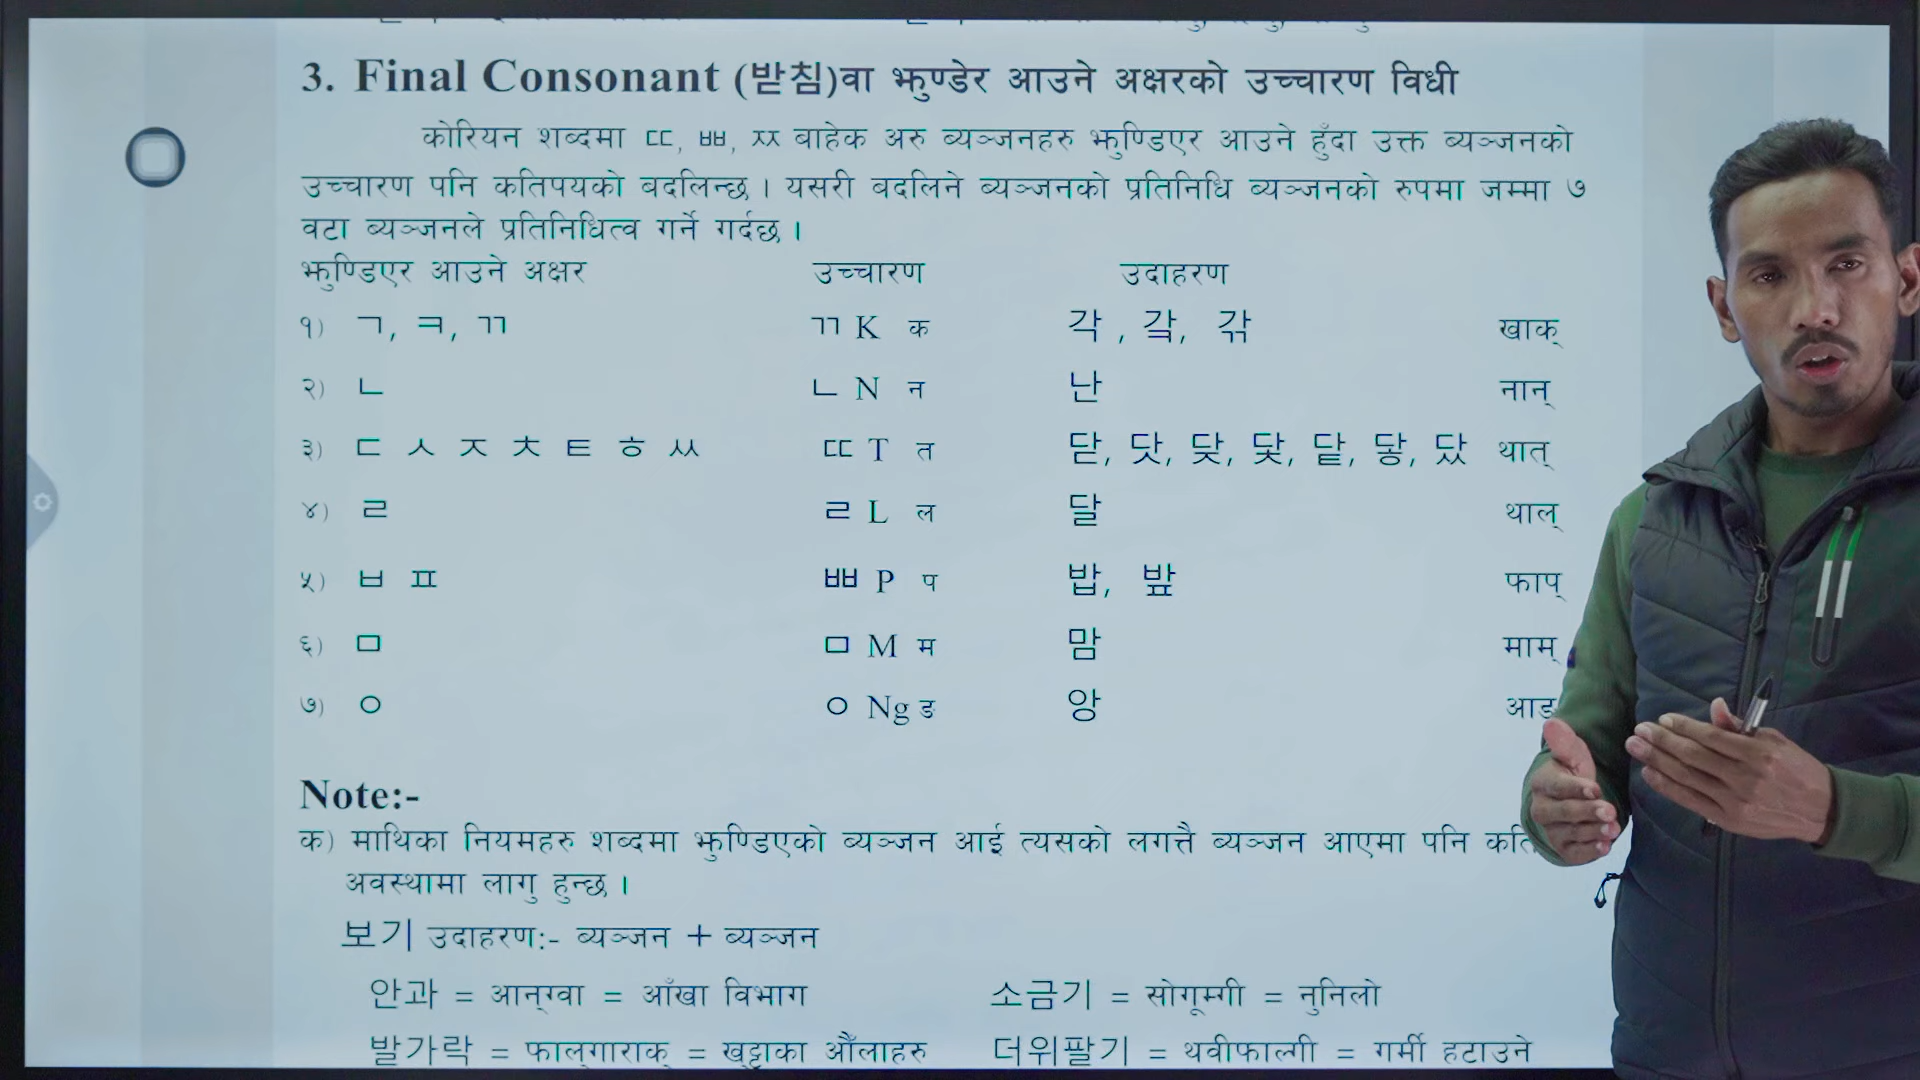 3. Final Consonant (받침)वा झुण्डेर आउने अक्षरको उच्चारण विधी
कोरियन शब्दमा ㄸ, ㅃ, ㅉ बाहेक अरु ब्यञ्जनहरु झुण्डिएर आउने हुँदा उक्त ब्यञ्जनको
उच्चारण पनि कतिपयको बदलिन्छ । यसरी बदलिने ब्यञ्जनको प्रतिनिधि ब्यञ्जनको रुपमा जम्मा ७
वटा ब्यञ्जनले प्रतिनिधित्व गर्ने गर्दछ ।
झुण्डिएर आउने अक्षर उच्चारण उदाहरण
१) ㄱ, ㅋ, ㄲ ㄲ K क 각 , 갘, 갂 खाक्
२) ㄴ ㄴ N न 난 नान्
३) ㄷ ㅅ ㅈ ㅊ ㅌ ㅎ ㅆ ㄸ T त 닫, 닷, 닺, 닻, 닽, 닿, 닸 थात्
४) ㄹ ㄹ L ल 달 थाल्
५) ㅂ ㅍ ㅃ P प 밥, 밮 फाप्
६) ㅁ ㅁ M म 맘 माम्
७) ㅇ ㅇ Ng ङ 앙 आङ
Note:-
क) माथिका नियमहरु शब्दमा झुण्डिएको ब्यञ्जन आई त्यसको लगत्तै ब्यञ्जन आएमा पनि
अवस्थामा लागु हुन्छ ।
보기 उदाहरण:- ब्यञ्जन + ब्यञ्जन
안과 = आन्ग्वा = आँखा विभाग 소금기 = सोगूम्गी = नुनिलो
발가락 = फाल्गाराक् = खुट्टाका औँलाहरु 더위팔기 = थवीफाल्गी = गर्मी हटाउने